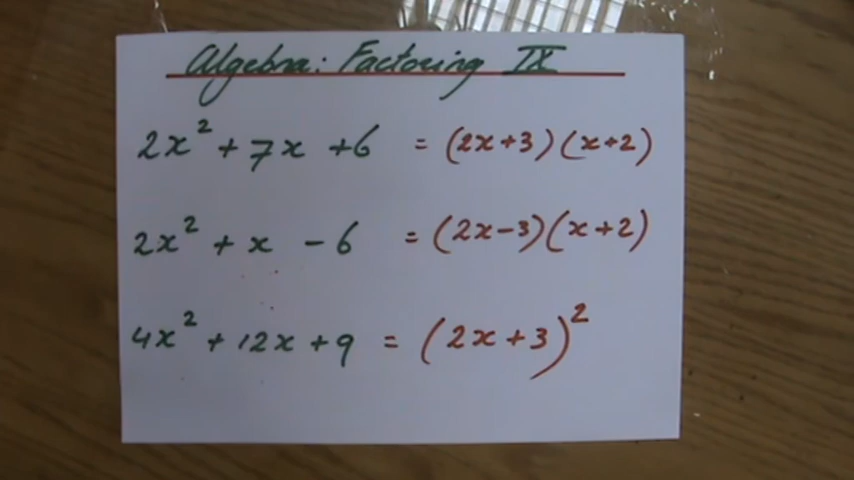 Algebra: Factoring IX
2x² + 7x + 6 = (2x+3)(x+2)
2x² + x - 6 = (2x-3)(x+2)
4x² + 12x + 9 = (2x+3)²